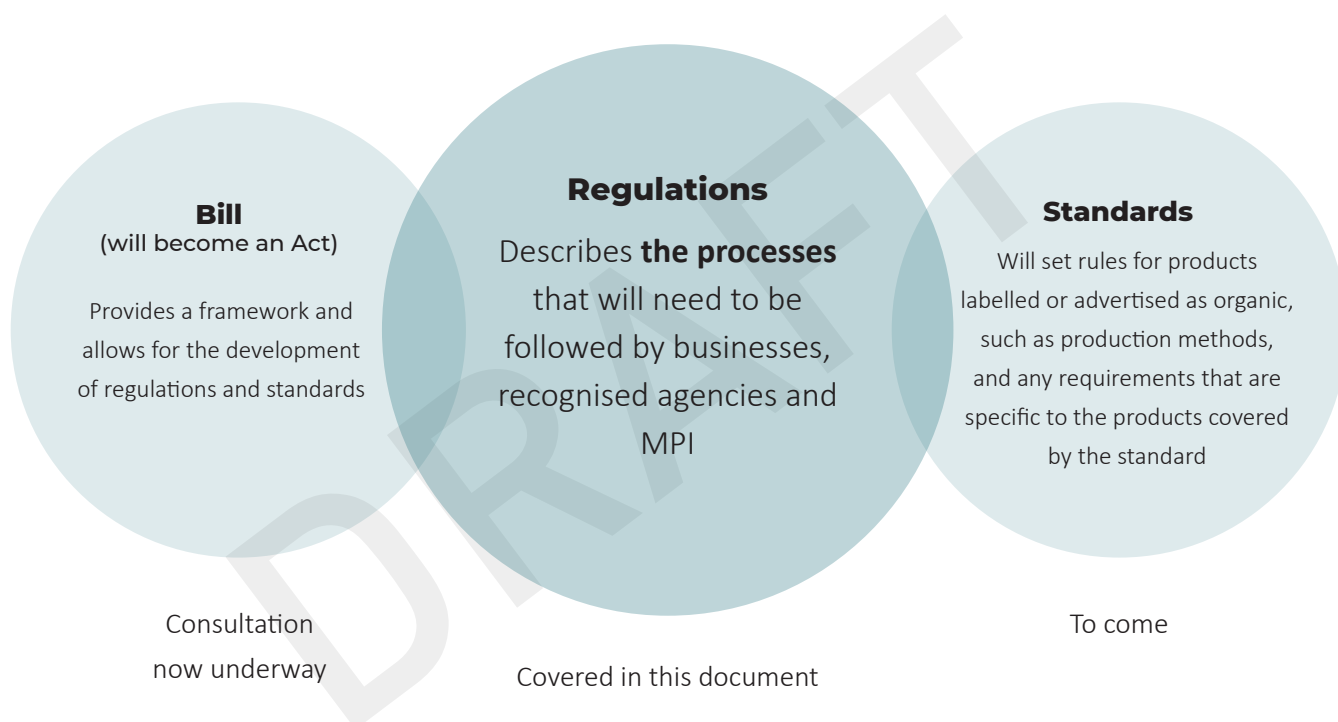 Bill
(will become an Act)
Provides a framework and
allows for the development
of regulations and standards
Consultation
now underway
Regulations
Describes the processes
that will need to be
followed by businesses,
recognised agencies and
MPI
Covered in this document
Standards
Will set rules for products
labelled or advertised as organic,
such as production methods,
and any requirements that are
specific to the products covered
by the standard
To come
DRAFT